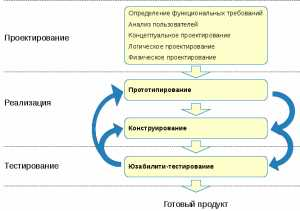 Определение функциональных требований
Анализ пользователей
Проектирование
Концептуальное проектирование
Логическое проектирование
Физическое проектирование
Прототипирование
Реализация
Конструирование
Тестирование
Юзабилити-тестирование
Готовый продукт